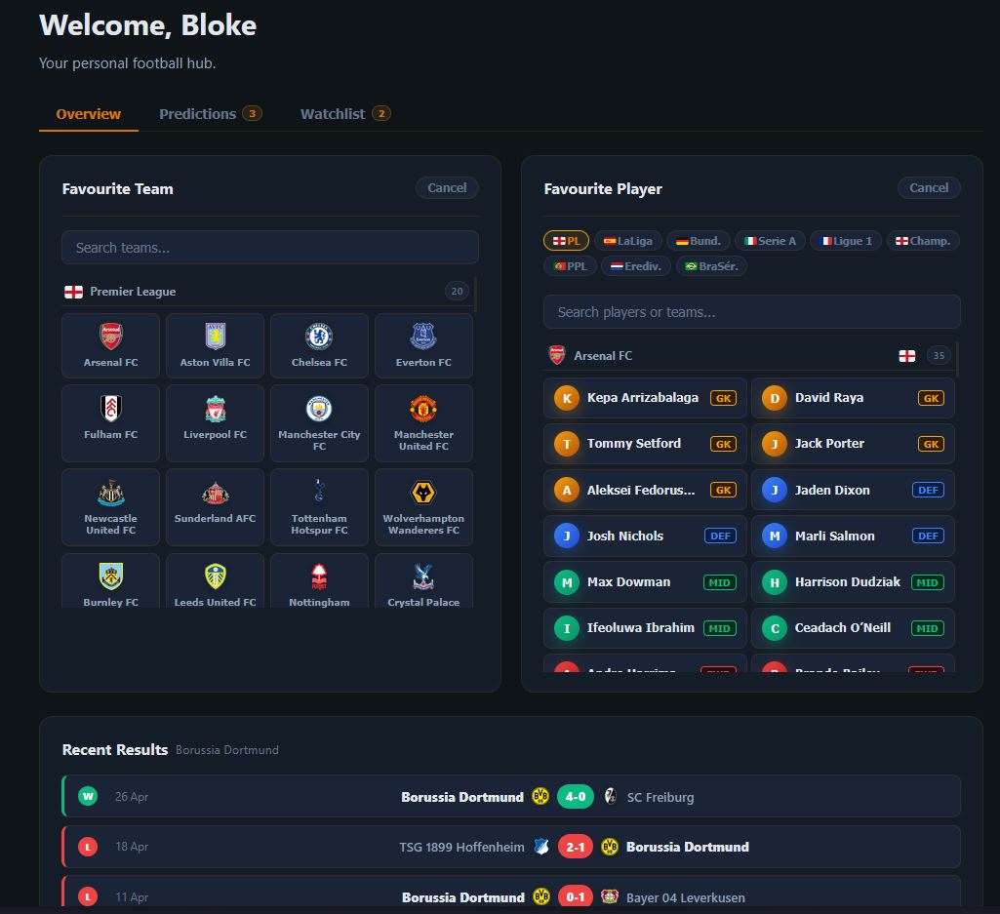 Welcome, Bloke
Your personal football hub.
Overview Predictions 3 Watchlist 2
Favourite Team Cancel
Search teams...
Premier League 20
Arsenal FC Aston Villa FC Chelsea FC Everton FC
Fulham FC Liverpool FC Manchester City FC Manchester United FC
Newcastle United FC Sunderland AFC Tottenham Hotspur FC Wolverhampton Wanderers FC
Burnley FC Leeds United FC Nottingham Crystal Palace
Favourite Player Cancel
PL LaLiga Bund. Serie A Ligue 1 Champ.
PPL Erediv. BraSér.
Search players or teams...
Arsenal FC 35
K Kepa Arrizabalaga GK D David Raya GK
T Tommy Setford GK J Jack Porter GK
A Aleksei Fedorus... GK J Jaden Dixon DEF
J Josh Nichols DEF M Marli Salmon DEF
M Max Dowman MID H Harrison Dudziak MID
I Ifeoluwa Ibrahim MID C Ceadach O’Neill MID
Recent Results Borussia Dortmund
W 26 Apr Borussia Dortmund 4-0 SC Freiburg
L 18 Apr TSG 1899 Hoffenheim 2-1 Borussia Dortmund
L 11 Apr Borussia Dortmund 0-1 Bayer 04 Leverkusen